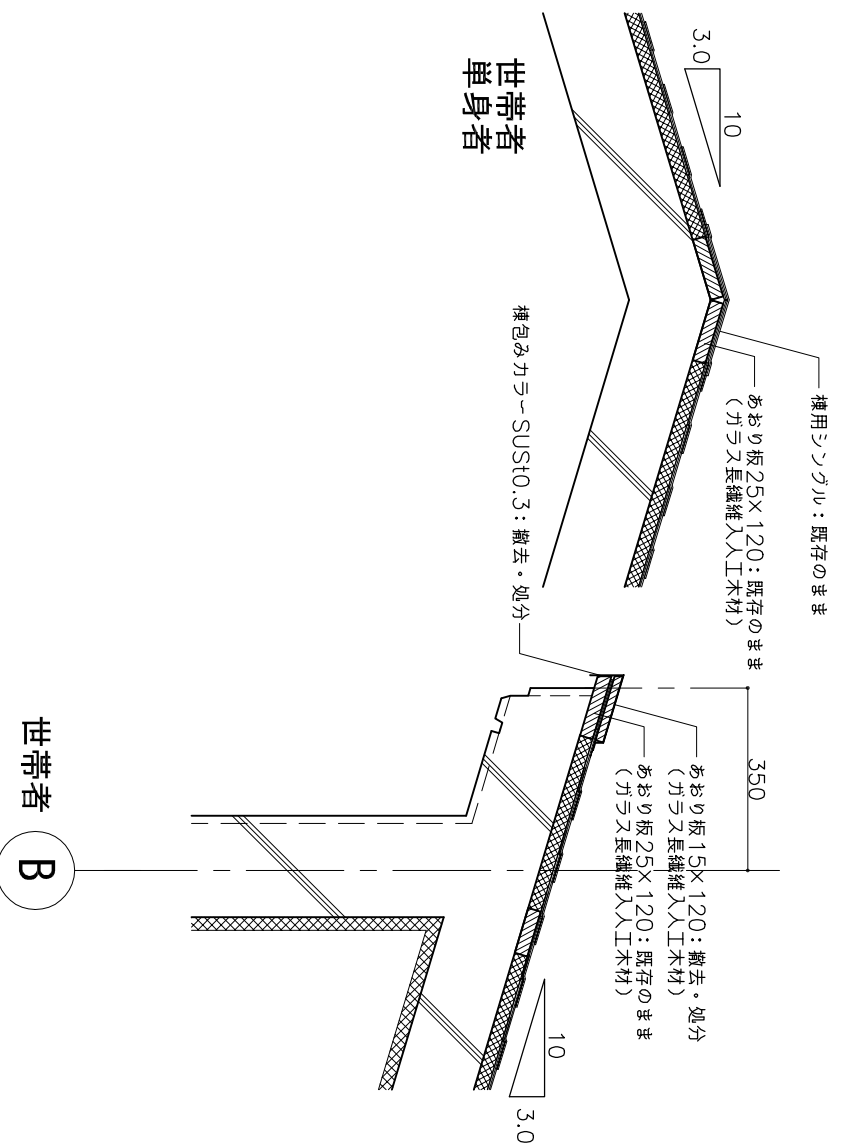 棟用シングル：既存のまま
あおり板25×120：既存のまま
（ガラス長繊維入人工木材）
10
3.0
世帯者
単身者
棟包みカラーSUSt0.3：撤去・処分
350
あおり板15×120：撤去・処分
（ガラス長繊維入人工木材）
あおり板25×120：既存のまま
（ガラス長繊維入人工木材）
10
3.0
世帯者
B